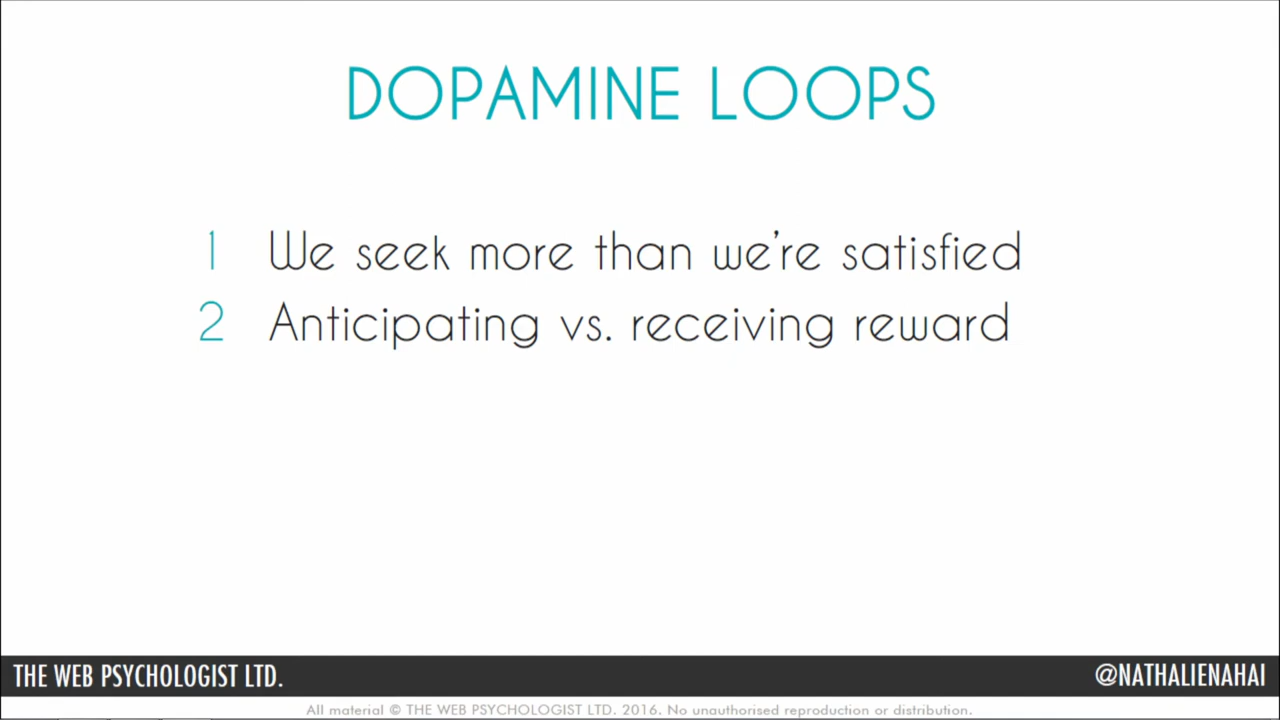 DOPAMINE LOOPS
1 We seek more than we're satisfied
2 Anticipating vs. receiving reward
THE WEB PSYCHOLOGIST LTD.
@NATHALIENAHAI
All material © THE WEB PSYCHOLOGIST LTD. 2016. No unauthorised reproduction or distribution.